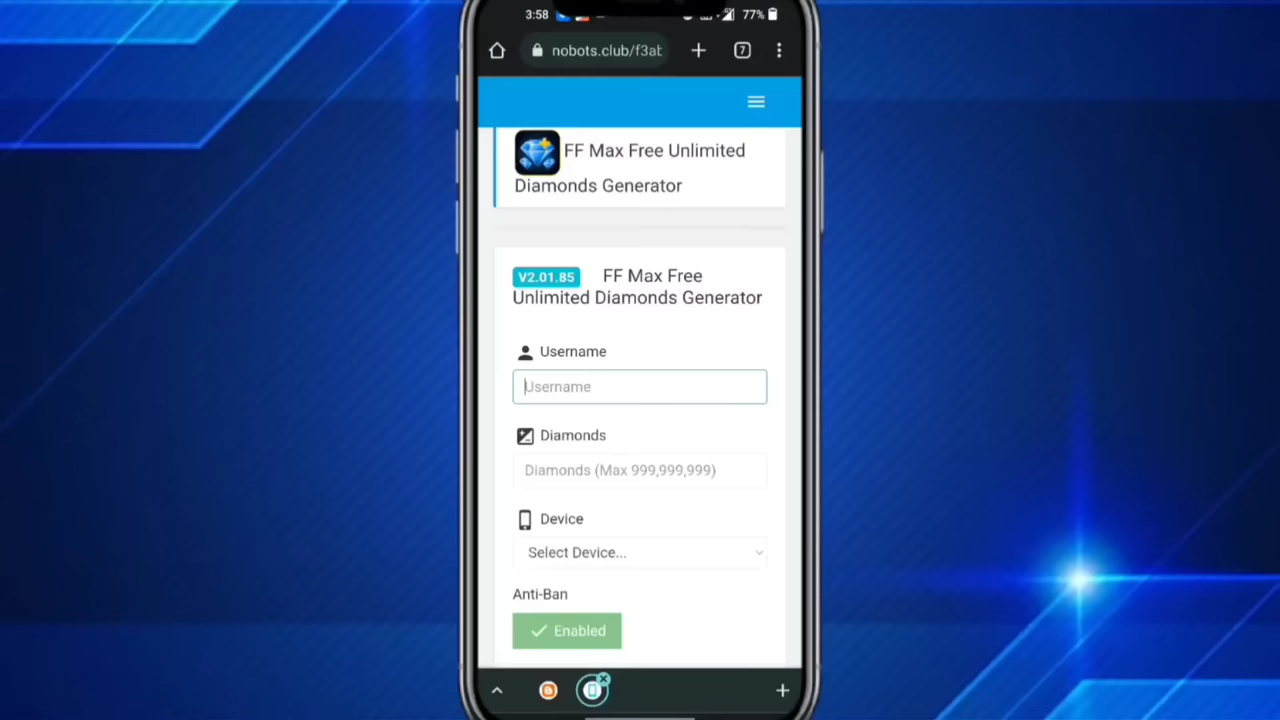 3:58
77%
nobots.club/f3ab
7
FF Max Free Unlimited
Diamonds Generator
V2.01.85 FF Max Free
Unlimited Diamonds Generator
Username
Username
Diamonds
Diamonds (Max 999,999,999)
Device
Select Device...
Anti-Ban
Enabled